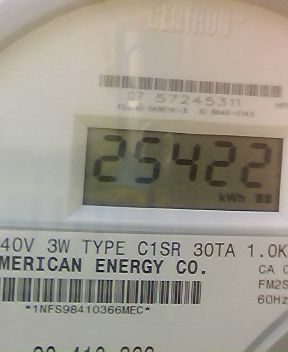 CENTRON
07 57245311
25422
kWh
40V 3W TYPE C1SR 30TA 1.0K
MERICAN ENERGY CO.
CA 0
FM2S
60Hz
*1NFS98410366MEC*